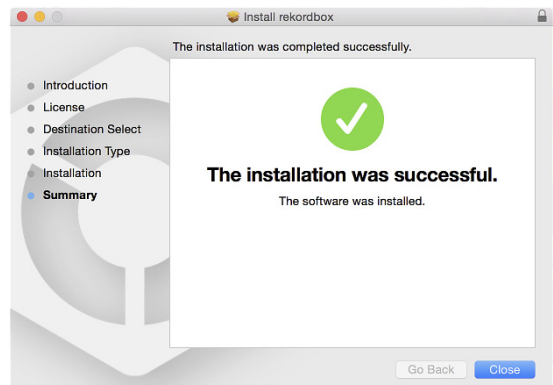 Install rekordbox
The installation was completed successfully.
Introduction
License
Destination Select
Installation Type
Installation
Summary
The installation was successful.
The software was installed.
Go Back
Close